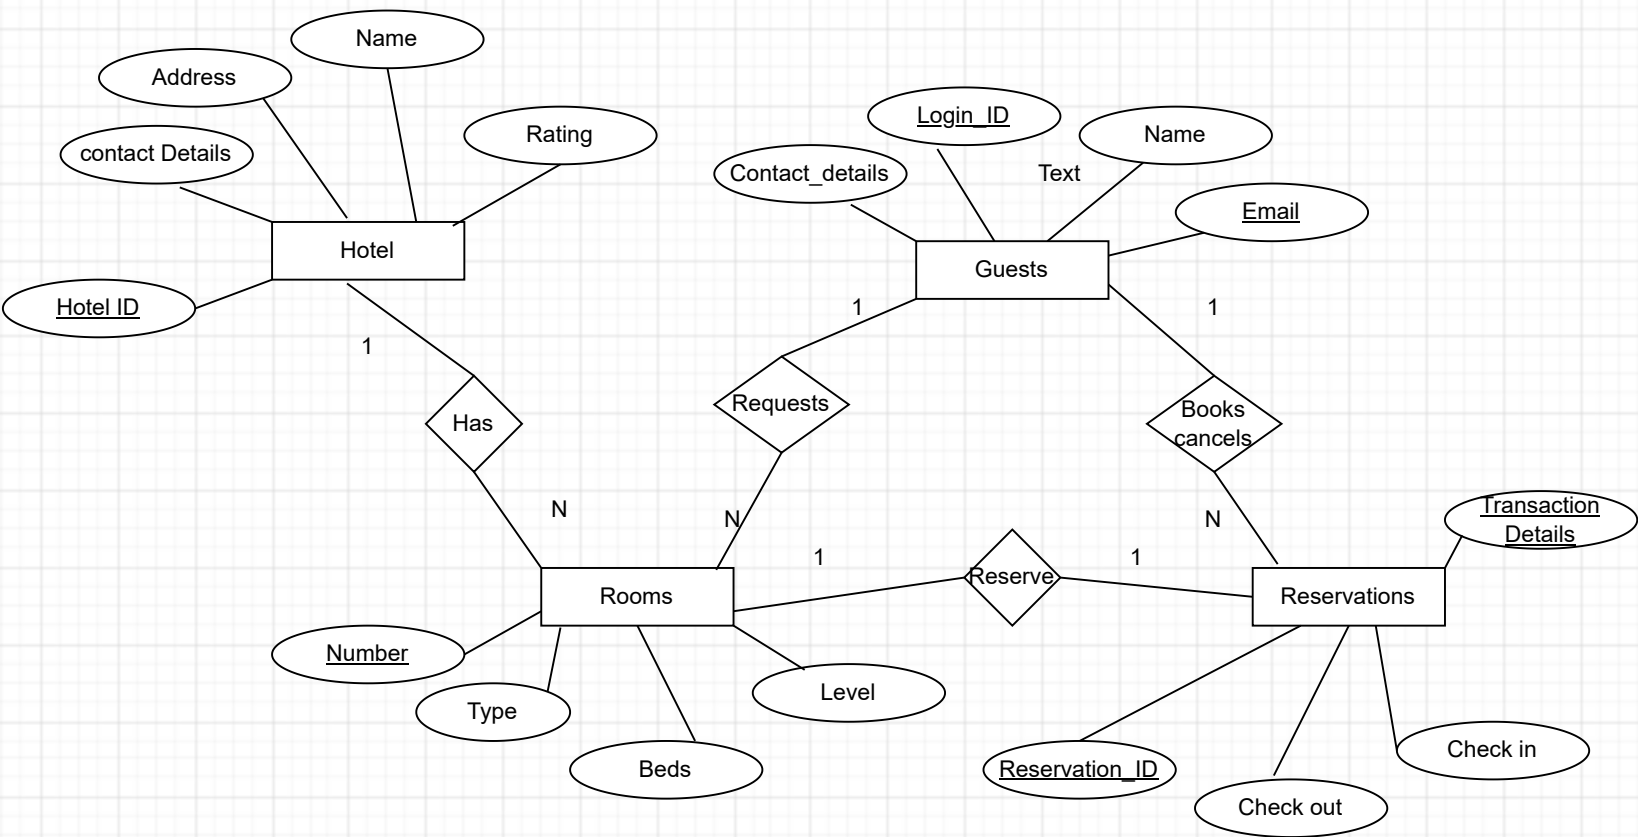 Name
Address
Rating
contact Details
Hotel
Hotel ID
1
Has
N
Login_ID
Name
Contact_details
Text
Email
Guests
1
1
Requests
Books
cancels
N
N
Transaction
Details
1
1
Rooms
Reserve
Reservations
Number
Type
Level
Beds
Reservation_ID
Check in
Check out